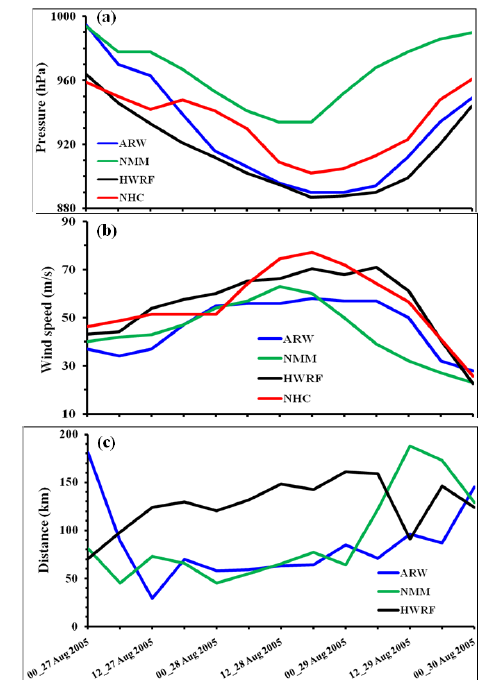 (a)
Pressure (hPa)
1000
960
920
880
ARW
NMM
HWRF
NHC
(b)
Wind speed (m/s)
90
70
50
30
10
ARW
NMM
HWRF
NHC
(c)
Distance (km)
200
150
100
50
0
ARW
NMM
HWRF
00_27 Aug 2005
12_27 Aug 2005
00_28 Aug 2005
12_28 Aug 2005
00_29 Aug 2005
12_29 Aug 2005
00_30 Aug 2005